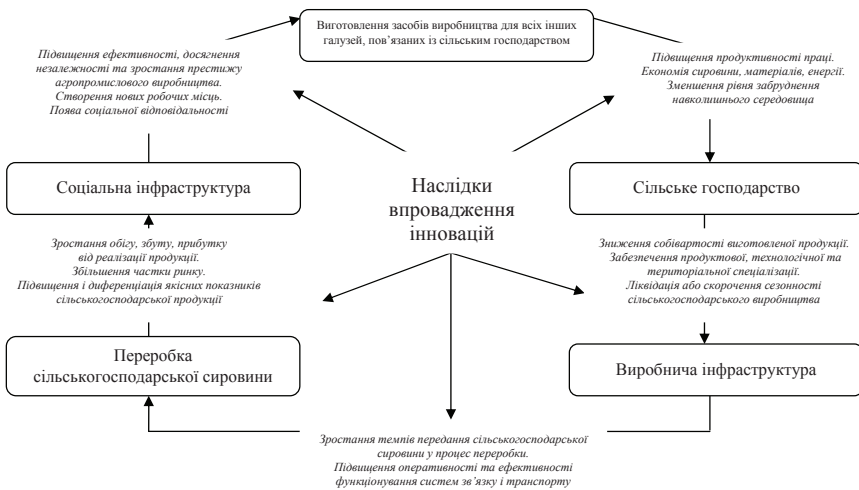 Виготовлення засобів виробництва для всіх інших
галузей, пов’язаних із сільським господарством
Підвищення ефективності, досягнення
незалежності та зростання престижу
агропромислового виробництва.
Створення нових робочих місць.
Поява соціальної відповідальності
Підвищення продуктивності праці.
Економія сировини, матеріалів, енергії.
Зменшення рівня забруднення
навколишнього середовища
Соціальна інфраструктура
Наслідки
впровадження
інновацій
Сільське господарство
Зростання обігу, збуту, прибутку
від реалізації продукції.
Збільшення частки ринку.
Підвищення і диференціація якісних показників
сільськогосподарської продукції
Зниження собівартості виготовленої продукції.
Забезпечення продуктової, технологічної та
територіальної спеціалізації.
Ліквідація або скорочення сезонності
сільськогосподарського виробництва
Переробка
сільськогосподарської сировини
Виробнича інфраструктура
Зростання темпів передання сільськогосподарської
сировини у процес переробки.
Підвищення оперативності та ефективності
функціонування систем зв’язку і транспорту